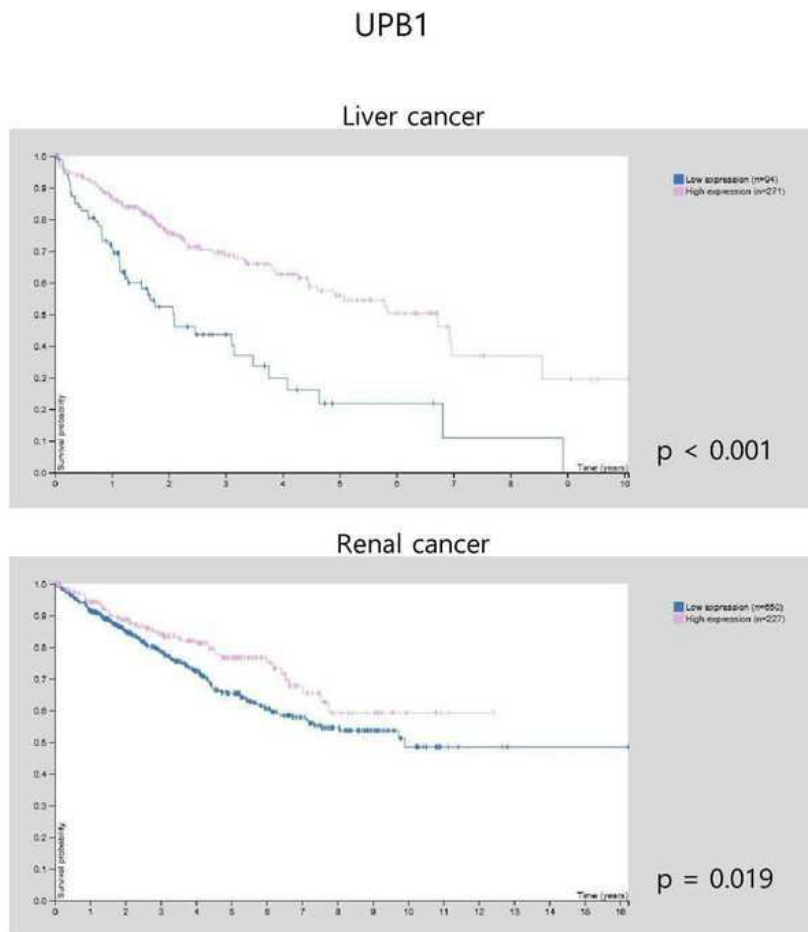 UPB1
Liver cancer
1.0
0.9
0.8
0.7
0.6
0.5
0.4
0.3
0.2
0.1
0.0
Survival probability
Low expression (n=94)
High expression (n=271)
p < 0.001
Time (years)
0 1 2 3 4 5 6 7 8 9 10
Renal cancer
1.0
0.9
0.8
0.7
0.6
0.5
0.4
0.3
0.2
0.1
0.0
Survival probability
Low expression (n=650)
High expression (n=227)
p = 0.019
Time (years)
0 1 2 3 4 5 6 7 8 9 10 11 12 13 14 15 16